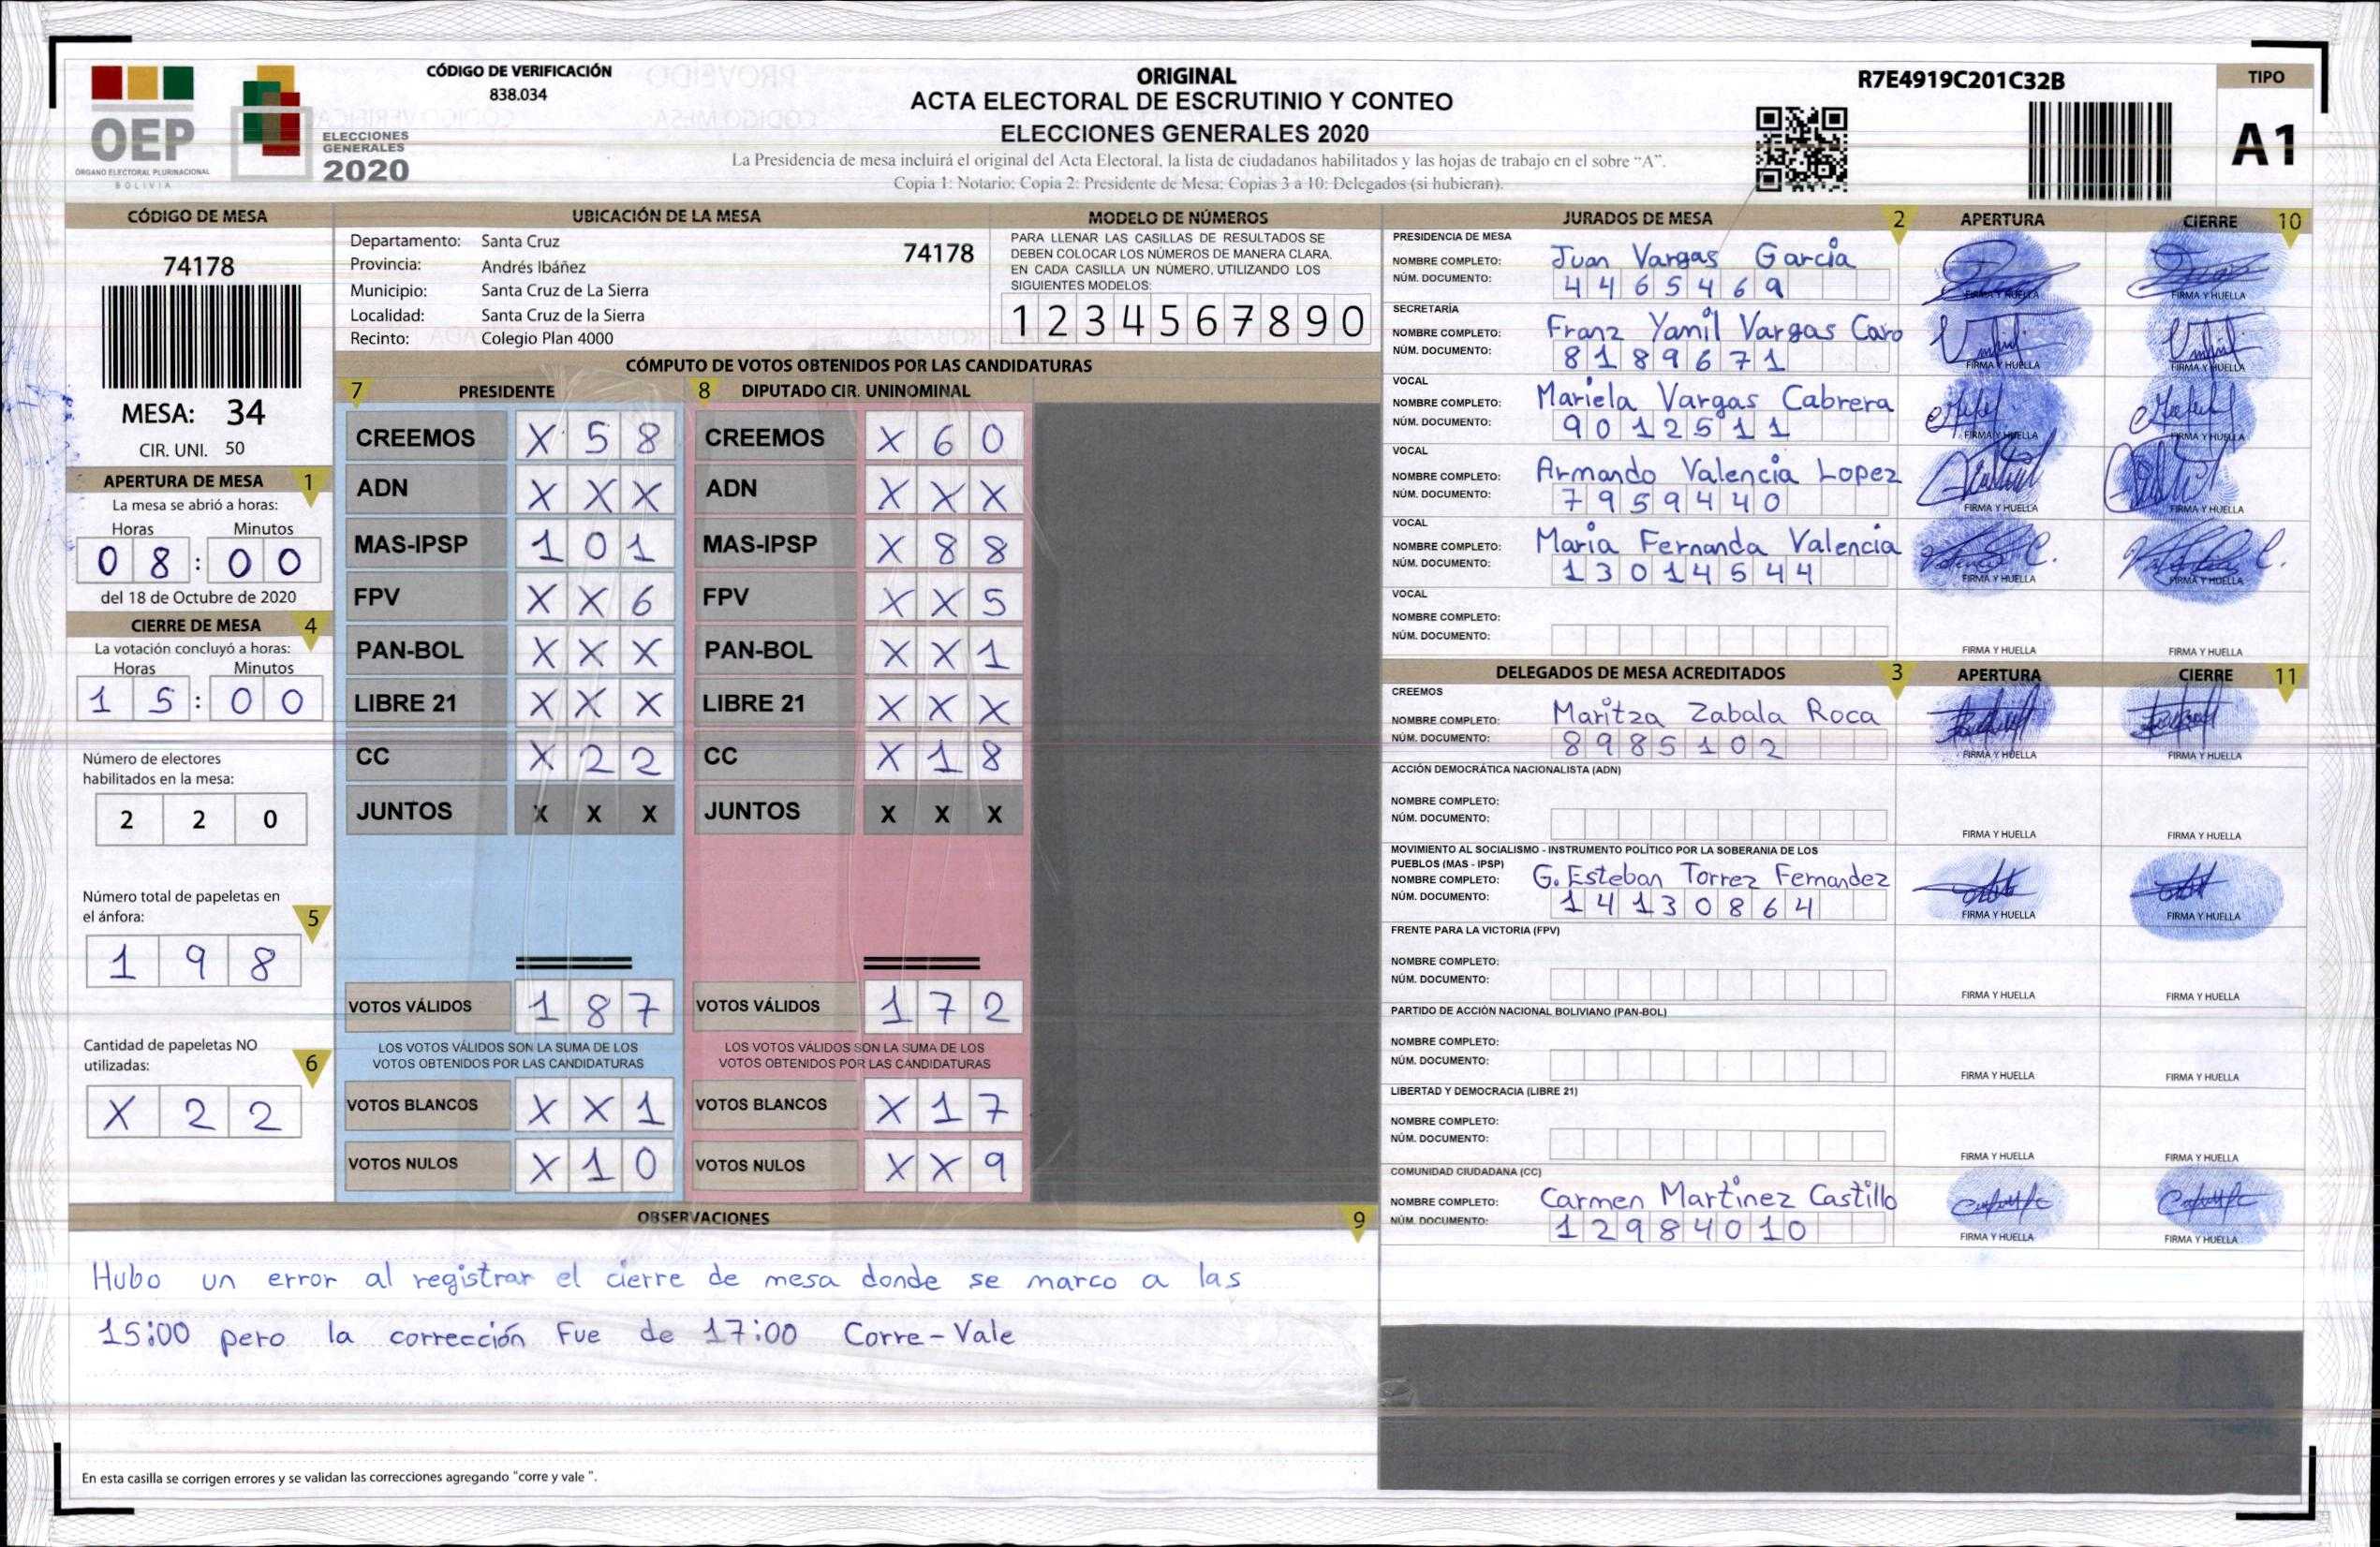 OEP
ÓRGANO ELECTORAL PLURINACIONAL
BOLIVIA
ELECCIONES
GENERALES
2020
CÓDIGO DE VERIFICACIÓN
838.034
ORIGINAL
ACTA ELECTORAL DE ESCRUTINIO Y CONTEO
ELECCIONES GENERALES 2020
La Presidencia de mesa incluirá el original del Acta Electoral, la lista de ciudadanos habilitados y las hojas de trabajo en el sobre “A”.
Copia 1: Notario; Copia 2: Presidente de Mesa; Copias 3 a 10: Delegados (si hubieran).
R7E4919C201C32B
TIPO
A1
CÓDIGO DE MESA
74178
MESA: 34
CIR. UNI. 50
APERTURA DE MESA 1
La mesa se abrió a horas:
Horas Minutos
0 8 : 0 0
del 18 de Octubre de 2020
CIERRE DE MESA 4
La votación concluyó a horas:
Horas Minutos
1 5 : 0 0
Número de electores
habilitados en la mesa:
2 2 0
Número total de papeletas en
el ánfora: 5
1 9 8
Cantidad de papeletas NO
utilizadas: 6
X 2 2
UBICACIÓN DE LA MESA
Departamento: Santa Cruz
74178
Provincia: Andrés Ibáñez
Municipio: Santa Cruz de La Sierra
Localidad: Santa Cruz de la Sierra
Recinto: Colegio Plan 4000
MODELO DE NÚMEROS
PARA LLENAR LAS CASILLAS DE RESULTADOS SE
DEBEN COLOCAR LOS NÚMEROS DE MANERA CLARA,
EN CADA CASILLA UN NÚMERO, UTILIZANDO LOS
SIGUIENTES MODELOS:
1 2 3 4 5 6 7 8 9 0
CÓMPUTO DE VOTOS OBTENIDOS POR LAS CANDIDATURAS
7 PRESIDENTE
CREEMOS X 5 8
ADN X X X
MAS-IPSP 1 0 1
FPV X X 6
PAN-BOL X X X
LIBRE 21 X X X
CC X 2 2
JUNTOS X X X
VOTOS VÁLIDOS 1 8 7
LOS VOTOS VÁLIDOS SON LA SUMA DE LOS
VOTOS OBTENIDOS POR LAS CANDIDATURAS
VOTOS BLANCOS X X 1
VOTOS NULOS X 1 0
8 DIPUTADO CIR. UNINOMINAL
CREEMOS X 6 0
ADN X X X
MAS-IPSP X 8 8
FPV X X 5
PAN-BOL X X 1
LIBRE 21 X X X
CC X 1 8
JUNTOS X X X
VOTOS VÁLIDOS 1 7 2
LOS VOTOS VÁLIDOS SON LA SUMA DE LOS
VOTOS OBTENIDOS POR LAS CANDIDATURAS
VOTOS BLANCOS X 1 7
VOTOS NULOS X X 9
OBSERVACIONES 9
Hubo un error al registrar el cierre de mesa donde se marco a las
15:00 pero la corrección Fue de 17:00 Corre-Vale
En esta casilla se corrigen errores y se validan las correcciones agregando "corre y vale ".
JURADOS DE MESA 2 APERTURA CIERRE 10
PRESIDENCIA DE MESA
NOMBRE COMPLETO: Juan Vargas Garcia
NÚM. DOCUMENTO: 4465469
FIRMA Y HUELLA FIRMA Y HUELLA
SECRETARÍA
NOMBRE COMPLETO: Franz Yamil Vargas Caro
NÚM. DOCUMENTO: 8189671
FIRMA Y HUELLA FIRMA Y HUELLA
VOCAL
NOMBRE COMPLETO: Mariela Vargas Cabrera
NÚM. DOCUMENTO: 9012511
FIRMA Y HUELLA FIRMA Y HUELLA
VOCAL
NOMBRE COMPLETO: Armando Valencia Lopez
NÚM. DOCUMENTO: 7959440
FIRMA Y HUELLA FIRMA Y HUELLA
VOCAL
NOMBRE COMPLETO: Maria Fernanda Valencia
NÚM. DOCUMENTO: 13014544
FIRMA Y HUELLA FIRMA Y HUELLA
VOCAL
NOMBRE COMPLETO:
NÚM. DOCUMENTO:
FIRMA Y HUELLA FIRMA Y HUELLA
DELEGADOS DE MESA ACREDITADOS 3 APERTURA CIERRE 11
CREEMOS
NOMBRE COMPLETO: Maritza Zabala Roca
NÚM. DOCUMENTO: 8985102
FIRMA Y HUELLA FIRMA Y HUELLA
ACCIÓN DEMOCRÁTICA NACIONALISTA (ADN)
NOMBRE COMPLETO:
NÚM. DOCUMENTO:
FIRMA Y HUELLA FIRMA Y HUELLA
MOVIMIENTO AL SOCIALISMO - INSTRUMENTO POLÍTICO POR LA SOBERANIA DE LOS
PUEBLOS (MAS - IPSP)
NOMBRE COMPLETO: G. Esteban Torrez Fernandez
NÚM. DOCUMENTO: 14130864
FIRMA Y HUELLA FIRMA Y HUELLA
FRENTE PARA LA VICTORIA (FPV)
NOMBRE COMPLETO:
NÚM. DOCUMENTO:
FIRMA Y HUELLA FIRMA Y HUELLA
PARTIDO DE ACCIÓN NACIONAL BOLIVIANO (PAN-BOL)
NOMBRE COMPLETO:
NÚM. DOCUMENTO:
FIRMA Y HUELLA FIRMA Y HUELLA
LIBERTAD Y DEMOCRACIA (LIBRE 21)
NOMBRE COMPLETO:
NÚM. DOCUMENTO:
FIRMA Y HUELLA FIRMA Y HUELLA
COMUNIDAD CIUDADANA (CC)
NOMBRE COMPLETO: Carmen Martinez Castillo
NÚM. DOCUMENTO: 12984010
FIRMA Y HUELLA FIRMA Y HUELLA